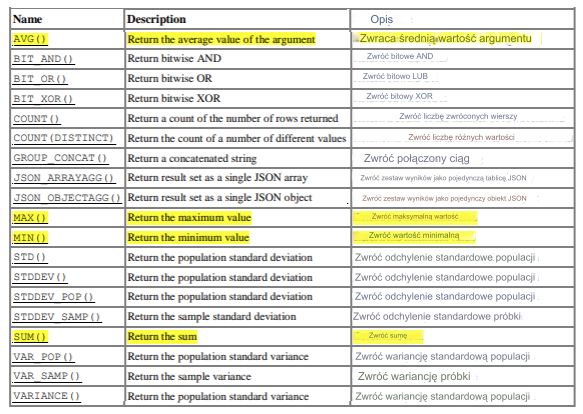 Name Description Opis
AVG() Return the average value of the argument Zwraca średnią wartość argumentu
BIT_AND() Return bitwise AND Zwróć bitowe AND
BIT_OR() Return bitwise OR Zwróć bitowo LUB
BIT_XOR() Return bitwise XOR Zwróć bitowy XOR
COUNT() Return a count of the number of rows returned Zwróć liczbę zwróconych wierszy
COUNT(DISTINCT) Return the count of a number of different values Zwróć liczbę różnych wartości
GROUP_CONCAT() Return a concatenated string Zwróć połączony ciąg
JSON_ARRAYAGG() Return result set as a single JSON array Zwróć zestaw wyników jako pojedynczą tablicę JSON
JSON_OBJECTAGG() Return result set as a single JSON object Zwróć zestaw wyników jako pojedynczy obiekt JSON
MAX() Return the maximum value Zwróć maksymalną wartość
MIN() Return the minimum value Zwróć wartość minimalną
STD() Return the population standard deviation Zwróć odchylenie standardowe populacji
STDDEV() Return the population standard deviation Zwróć odchylenie standardowe populacji
STDDEV_POP() Return the population standard deviation Zwróć odchylenie standardowe populacji
STDDEV_SAMP() Return the sample standard deviation Zwróć odchylenie standardowe próbki
SUM() Return the sum Zwróć sumę
VAR_POP() Return the population standard variance Zwróć wariancję standardową populacji
VAR_SAMP() Return the sample variance Zwróć wariancję próbki
VARIANCE() Return the population standard variance Zwróć wariancję standardową populacji